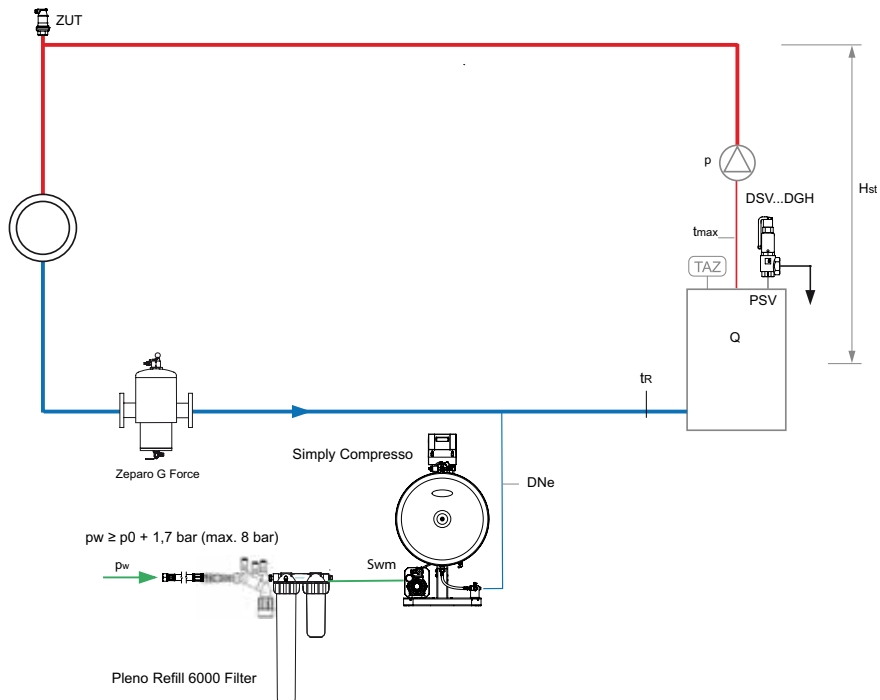 ZUT
p
Hst
DSV...DGH
tmax
TAZ
PSV
Q
tR
Simply Compresso
Zeparo G Force
DNe
pw ≥ p0 + 1,7 bar (max. 8 bar)
pw
Swm
Pleno Refill 6000 Filter